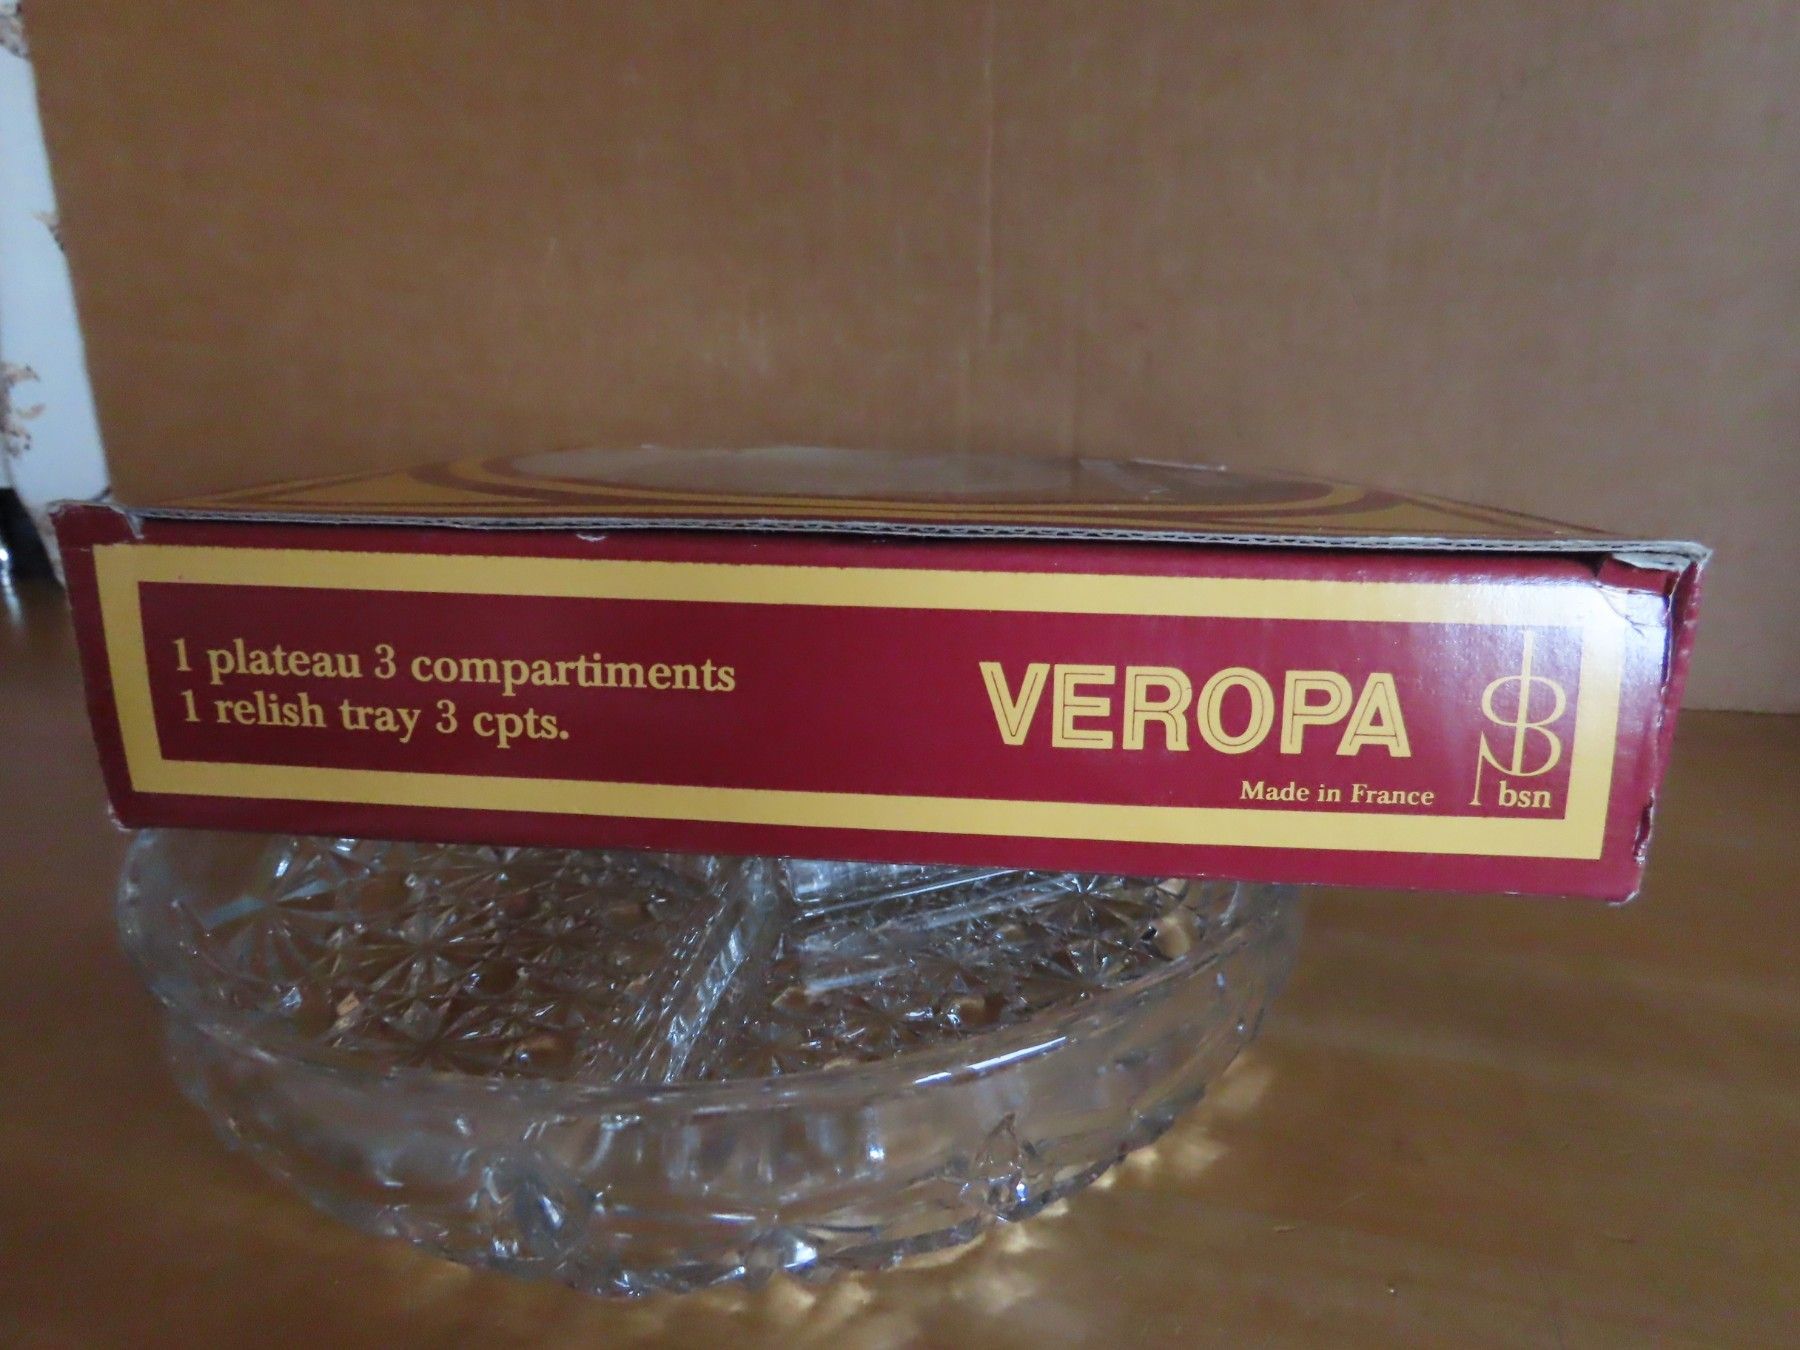 1 plateau 3 compartiments
1 relish tray 3 cpts.
VEROPA
Made in France
bsn